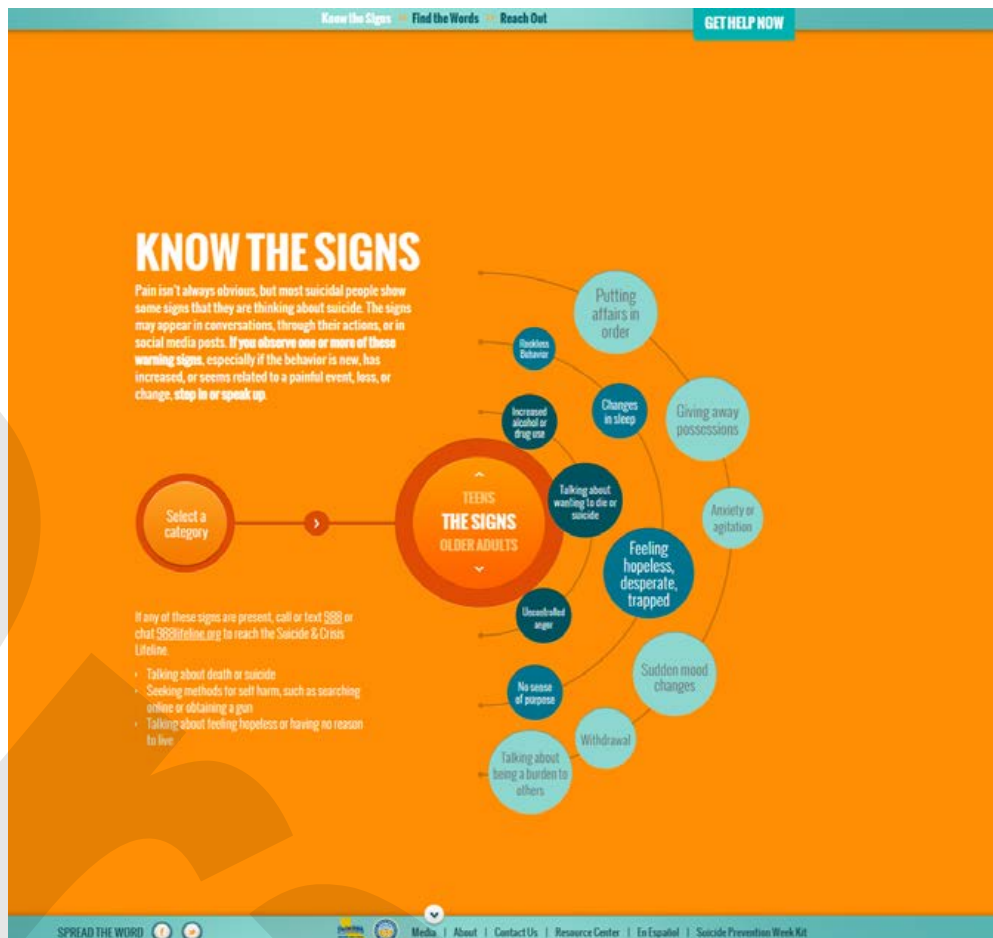 Know the Signs >> Find the Words >> Reach Out
GET HELP NOW
KNOW THE SIGNS
Pain isn't always obvious, but most suicidal people show
some signs that they are thinking about suicide. The signs
may appear in conversations, through their actions, or in
social media posts. If you observe one or more of these
warning signs, especially if the behavior is new, has
increased, or seems related to a painful event, loss, or
change, step in or speak up.
Select a
category
TEENS
THE SIGNS
OLDER ADULTS
Putting
affairs in
order
Reckless
Behavior
Changes
in sleep
Giving away
possessions
Increased
alcohol or
drug use
Talking about
wanting to die or
suicide
Anxiety or
agitation
Feeling
hopeless,
desperate,
trapped
Uncontrolled
anger
Sudden mood
changes
No sense
of purpose
Withdrawal
Talking about
being a burden to
others
If any of these signs are present, call or text 988 or
chat 988lifeline.org to reach the Suicide & Crisis
Lifeline.
• Talking about death or suicide
• Seeking methods for self harm, such as searching
online or obtaining a gun
• Talking about feeling hopeless or having no reason
to live
SPREAD THE WORD
Media | About | Contact Us | Resource Center | En Español | Suicide Prevention Week Kit